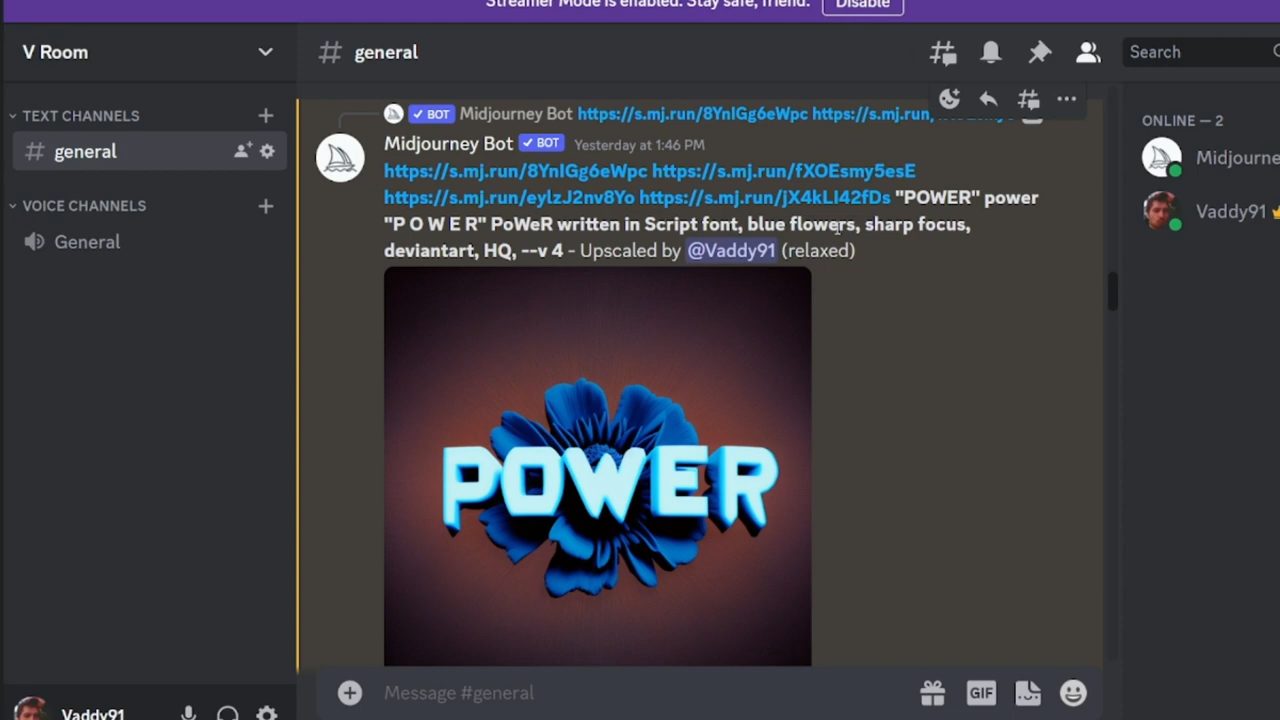 Streamer Mode is enabled. Stay safe, friend. Disable
V Room
general
Search
TEXT CHANNELS
general
VOICE CHANNELS
General
BOT Midjourney Bot https://s.mj.run/8YnIGg6eWpc https://s.mj.run/
Midjourney Bot BOT Yesterday at 1:46 PM
https://s.mj.run/8YnIGg6eWpc https://s.mj.run/fXOEsmy5esE
https://s.mj.run/eylzJ2nv8Yo https://s.mj.run/jX4kLI42fDs "POWER" power
"P O W E R" PoWeR written in Script font, blue flowers, sharp focus,
deviantart, HQ, --v 4 - Upscaled by @Vaddy91 (relaxed)
POWER
Message #general
GIF
ONLINE — 2
Midjourne
Vaddy91
Vaddy91